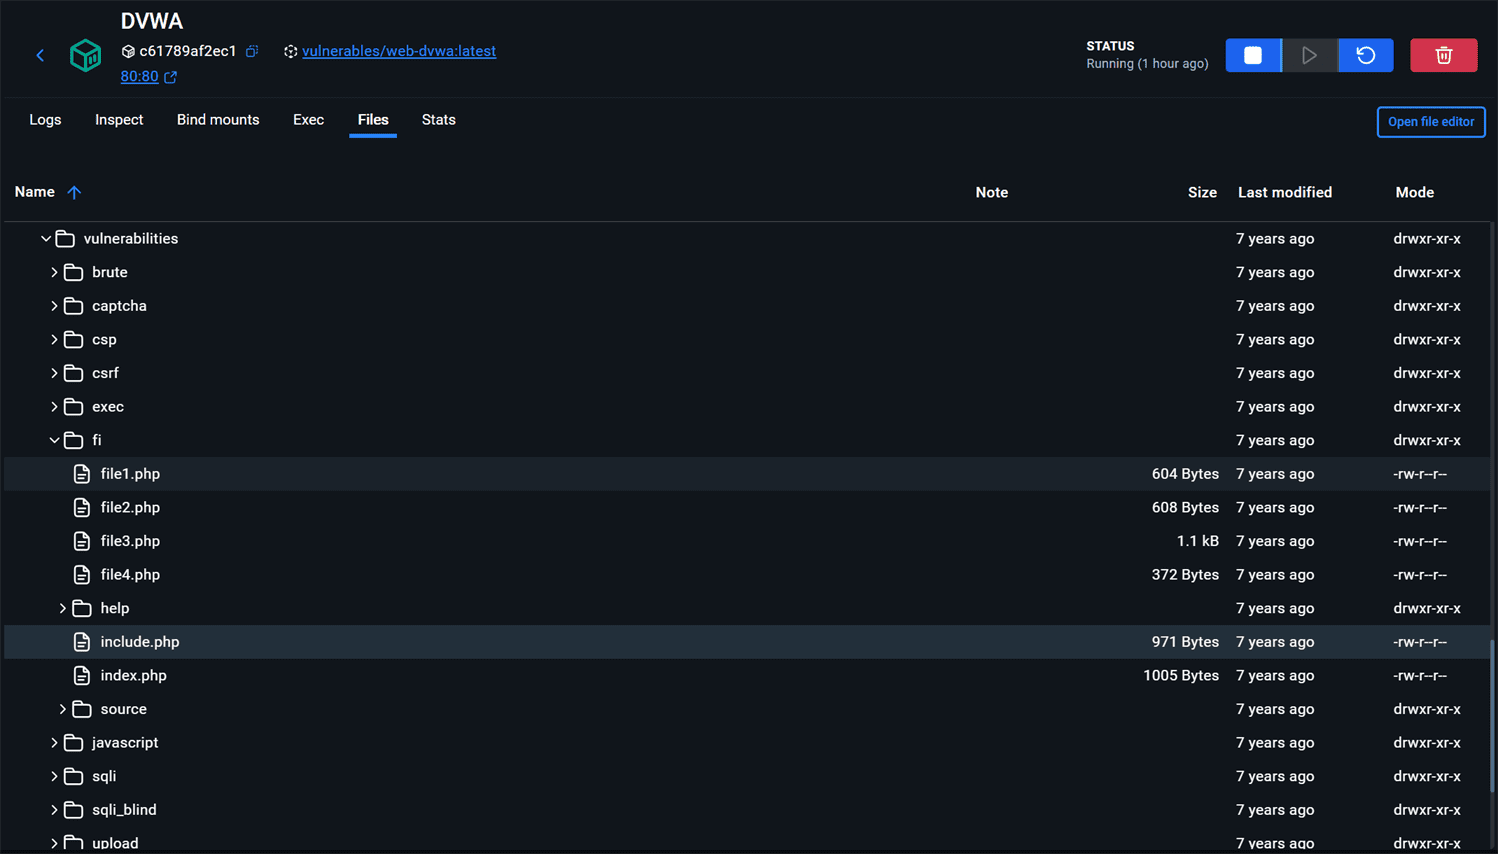 DVWA
c61789af2ec1 vulnerables/web-dvwa:latest
80:80
STATUS
Running (1 hour ago)
Logs Inspect Bind mounts Exec Files Stats Open file editor
Name Note Size Last modified Mode
vulnerabilities 7 years ago drwxr-xr-x
brute 7 years ago drwxr-xr-x
captcha 7 years ago drwxr-xr-x
csp 7 years ago drwxr-xr-x
csrf 7 years ago drwxr-xr-x
exec 7 years ago drwxr-xr-x
fi 7 years ago drwxr-xr-x
file1.php 604 Bytes 7 years ago -rw-r--r--
file2.php 608 Bytes 7 years ago -rw-r--r--
file3.php 1.1 kB 7 years ago -rw-r--r--
file4.php 372 Bytes 7 years ago -rw-r--r--
help 7 years ago drwxr-xr-x
include.php 971 Bytes 7 years ago -rw-r--r--
index.php 1005 Bytes 7 years ago -rw-r--r--
source 7 years ago drwxr-xr-x
javascript 7 years ago drwxr-xr-x
sqli 7 years ago drwxr-xr-x
sqli_blind 7 years ago drwxr-xr-x
upload 7 years ago drwxr-xr-x